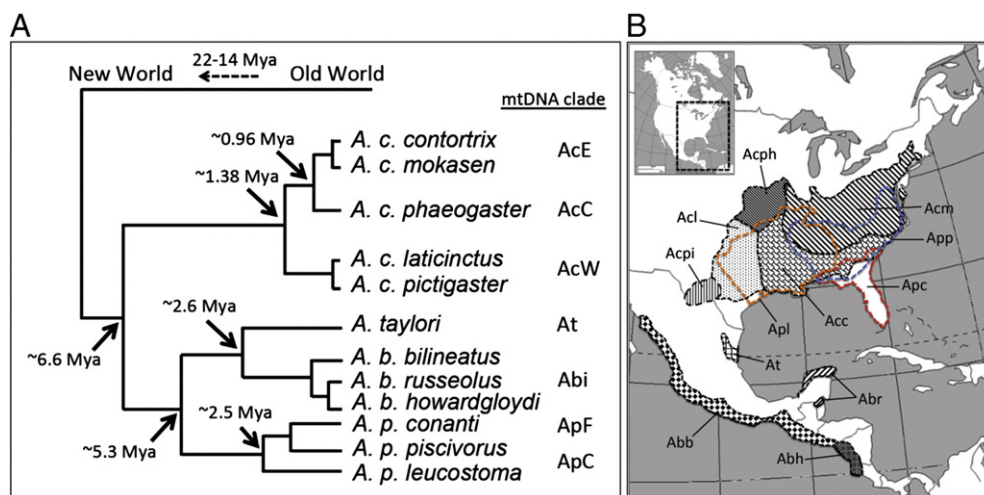 A
22-14 Mya
New World
Old World
mtDNA clade
~0.96 Mya
A. c. contortrix
AcE
A. c. mokasen
~1.38 Mya
A. c. phaeogaster
AcC
A. c. laticinctus
AcW
A. c. pictigaster
~2.6 Mya
A. taylori
At
~6.6 Mya
A. b. bilineatus
A. b. russeolus
Abi
A. b. howardgloydi
~2.5 Mya
A. p. conanti
ApF
~5.3 Mya
A. p. piscivorus
ApC
A. p. leucostoma
B
Acph
Acl
Acm
Acpi
App
Apc
Apl
Acc
At
Abr
Abb
Abh